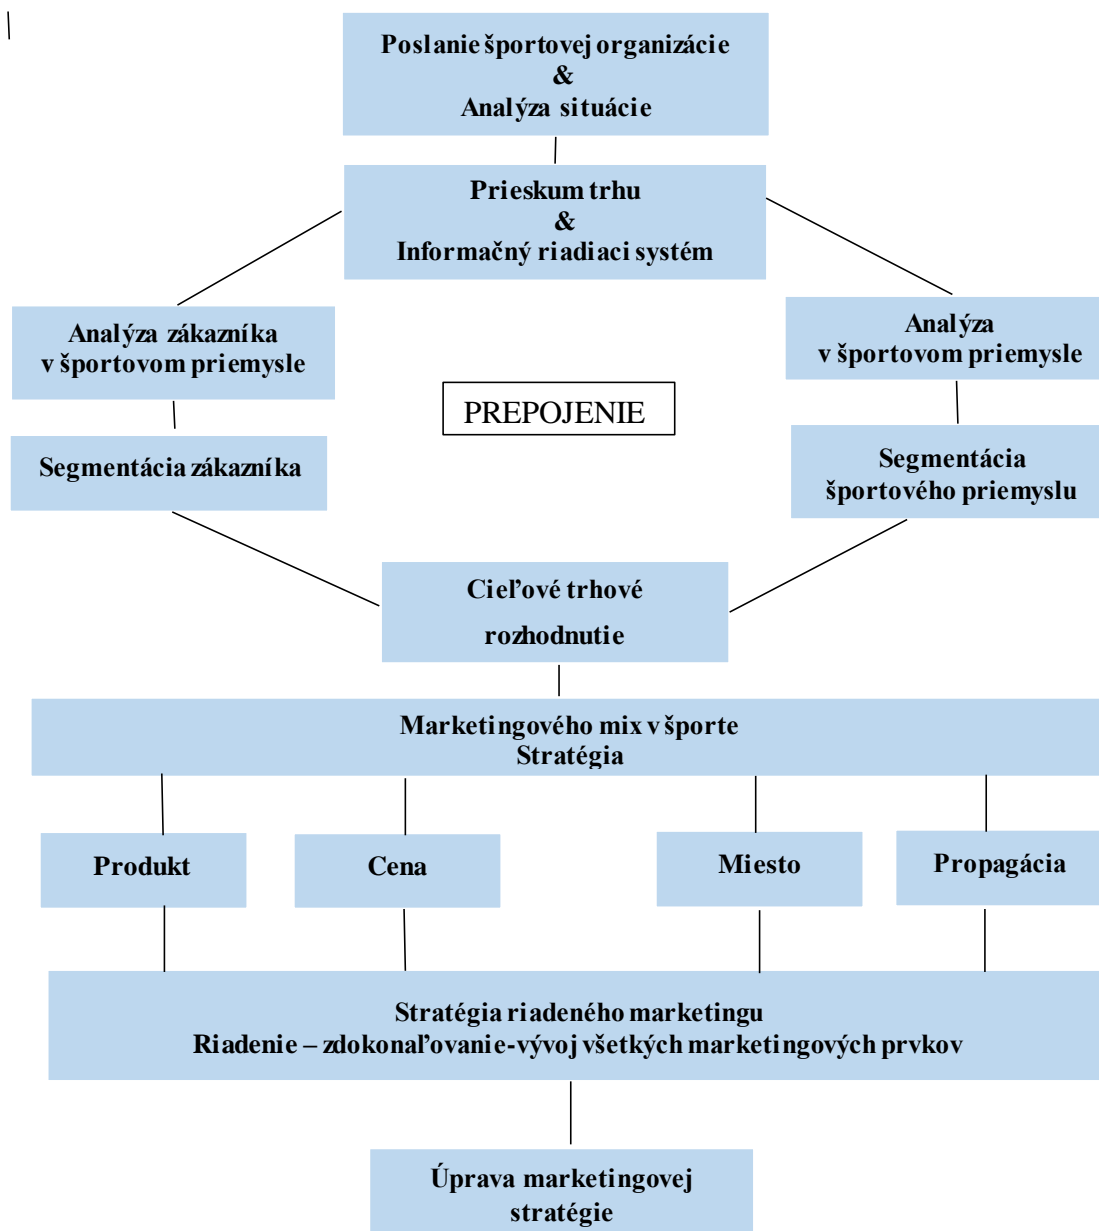 Poslanie športovej organizácie
&
Analýza situácie
Prieskum trhu
&
Informačný riadiaci systém
Analýza zákazníka
v športovom priemysle
Analýza
v športovom priemysle
PREPOJENIE
Segmentácia zákazníka
Segmentácia
športového priemyslu
Cieľové trhové
rozhodnutie
Marketingového mix v športe
Stratégia
Produkt
Cena
Miesto
Propagácia
Stratégia riadeného marketingu
Riadenie – zdokonaľovanie-vývoj všetkých marketingových prvkov
Úprava marketingovej
stratégie